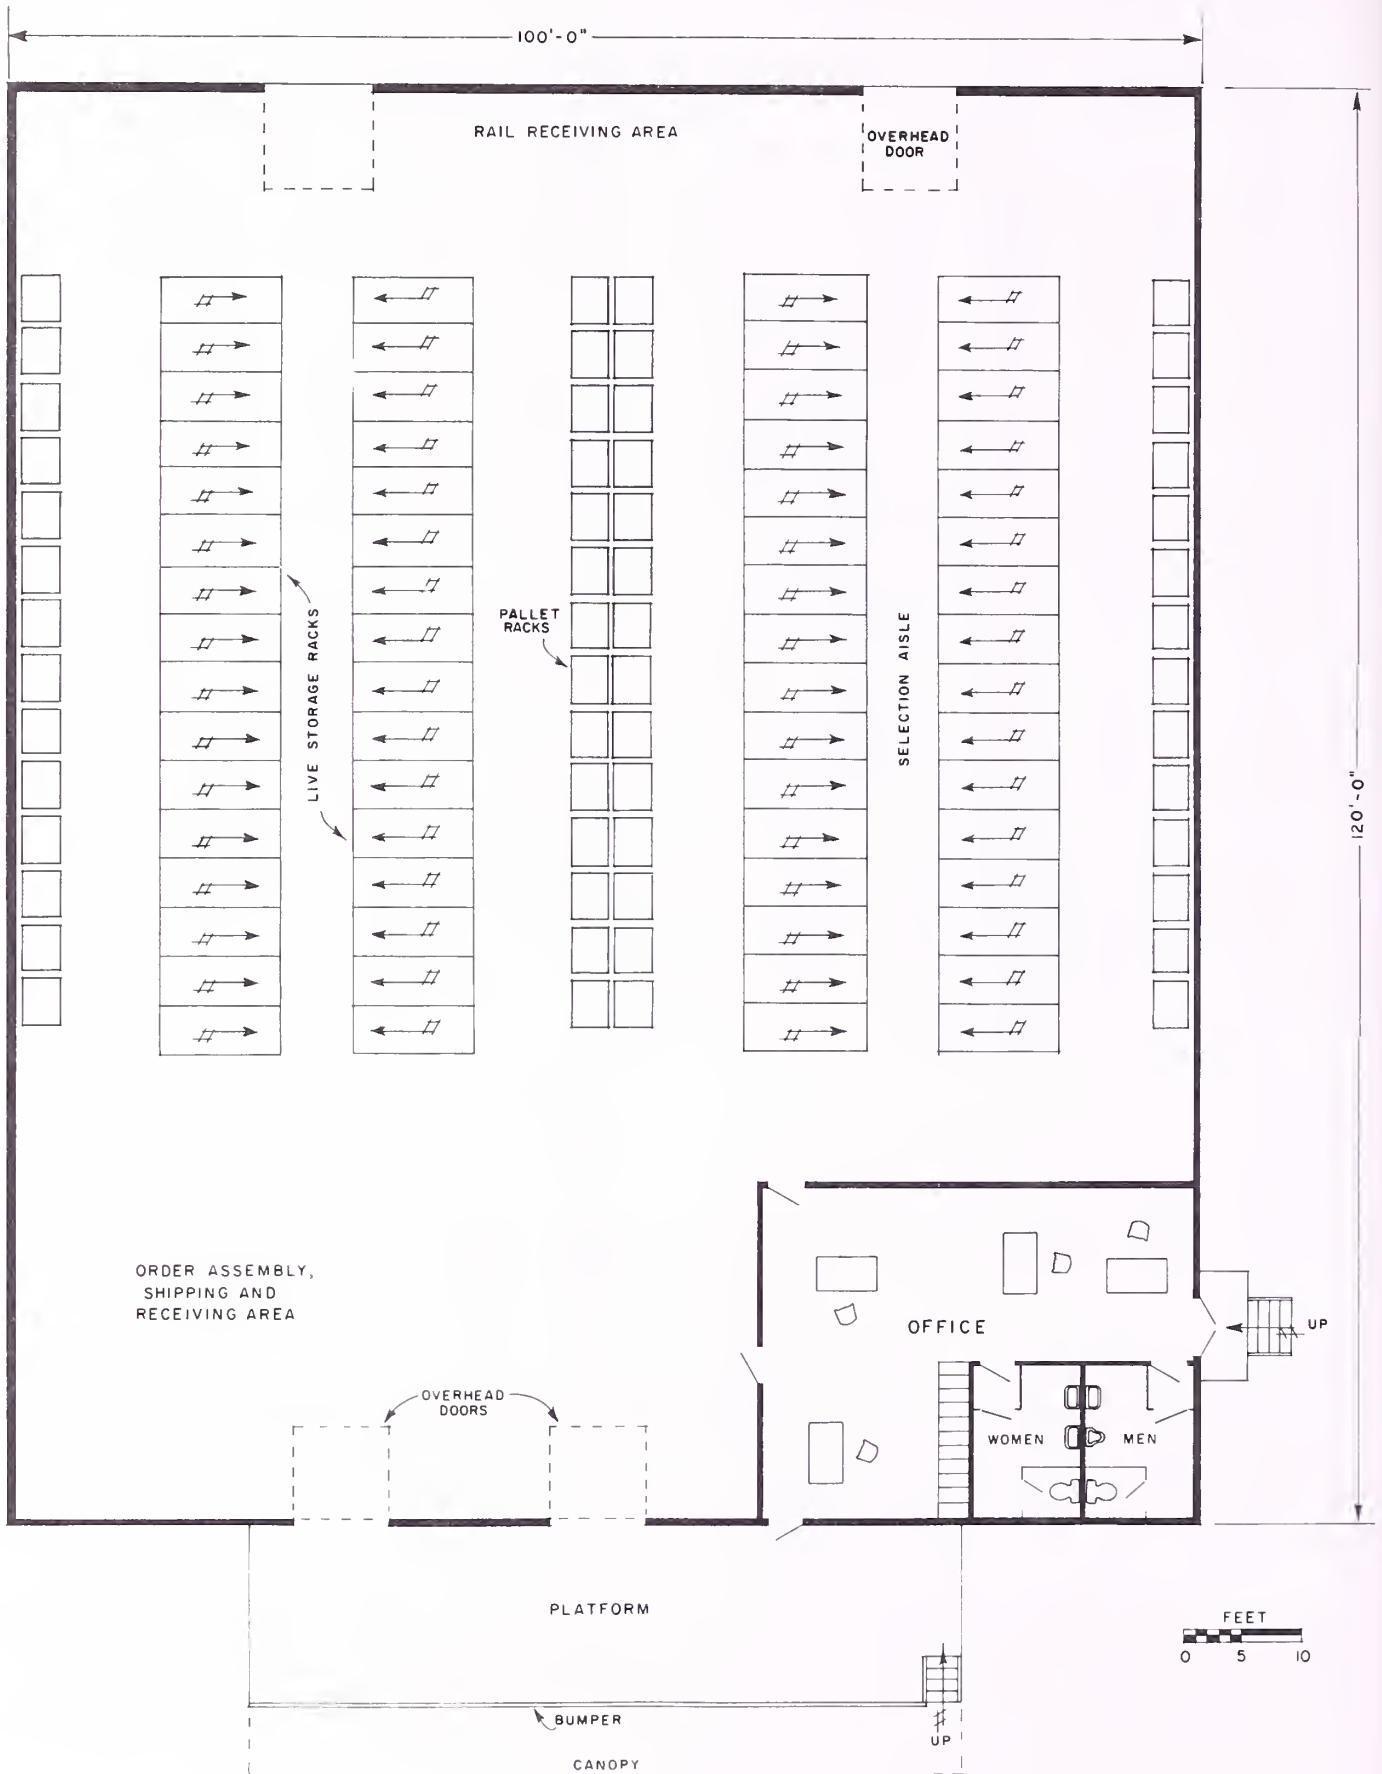 100'-0"
RAIL RECEIVING AREA
OVERHEAD
DOOR
120'-0"
LIVE STORAGE RACKS
PALLET
RACKS
SELECTION AISLE
ORDER ASSEMBLY,
SHIPPING AND
RECEIVING AREA
OFFICE
UP
OVERHEAD
DOORS
WOMEN
MEN
PLATFORM
FEET
0 5 10
BUMPER
UP
CANOPY